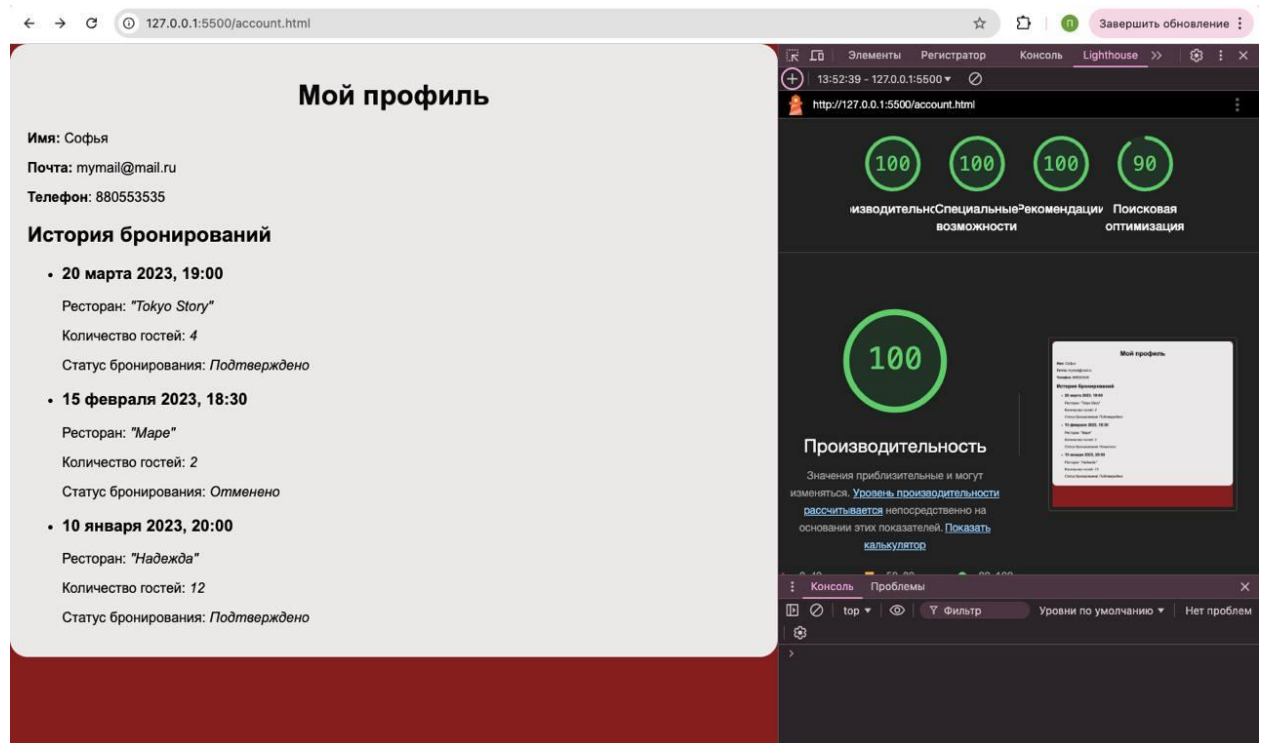 127.0.0.1:5500/account.html
П
Завершить обновление
Мой профиль
Имя: Софья
Почта: mymail@mail.ru
Телефон: 880553535
История бронирований
• 20 марта 2023, 19:00
Ресторан: "Tokyo Story"
Количество гостей: 4
Статус бронирования: Подтверждено
• 15 февраля 2023, 18:30
Ресторан: "Маре"
Количество гостей: 2
Статус бронирования: Отменено
• 10 января 2023, 20:00
Ресторан: "Надежда"
Количество гостей: 12
Статус бронирования: Подтверждено
Элементы Регистратор Консоль Lighthouse
13:52:39 - 127.0.0.1:5500
http://127.0.0.1:5500/account.html
100 100 100 90
изводительнс Специальные Рекомендации Поисковая
возможности оптимизация
100
Производительность
Значения приблизительные и могут
изменяться. Уровень производительности
рассчитывается непосредственно на
основании этих показателей. Показать
калькулятор
Мой профиль
История бронирований
Консоль Проблемы
top Фильтр Уровни по умолчанию Нет проблем